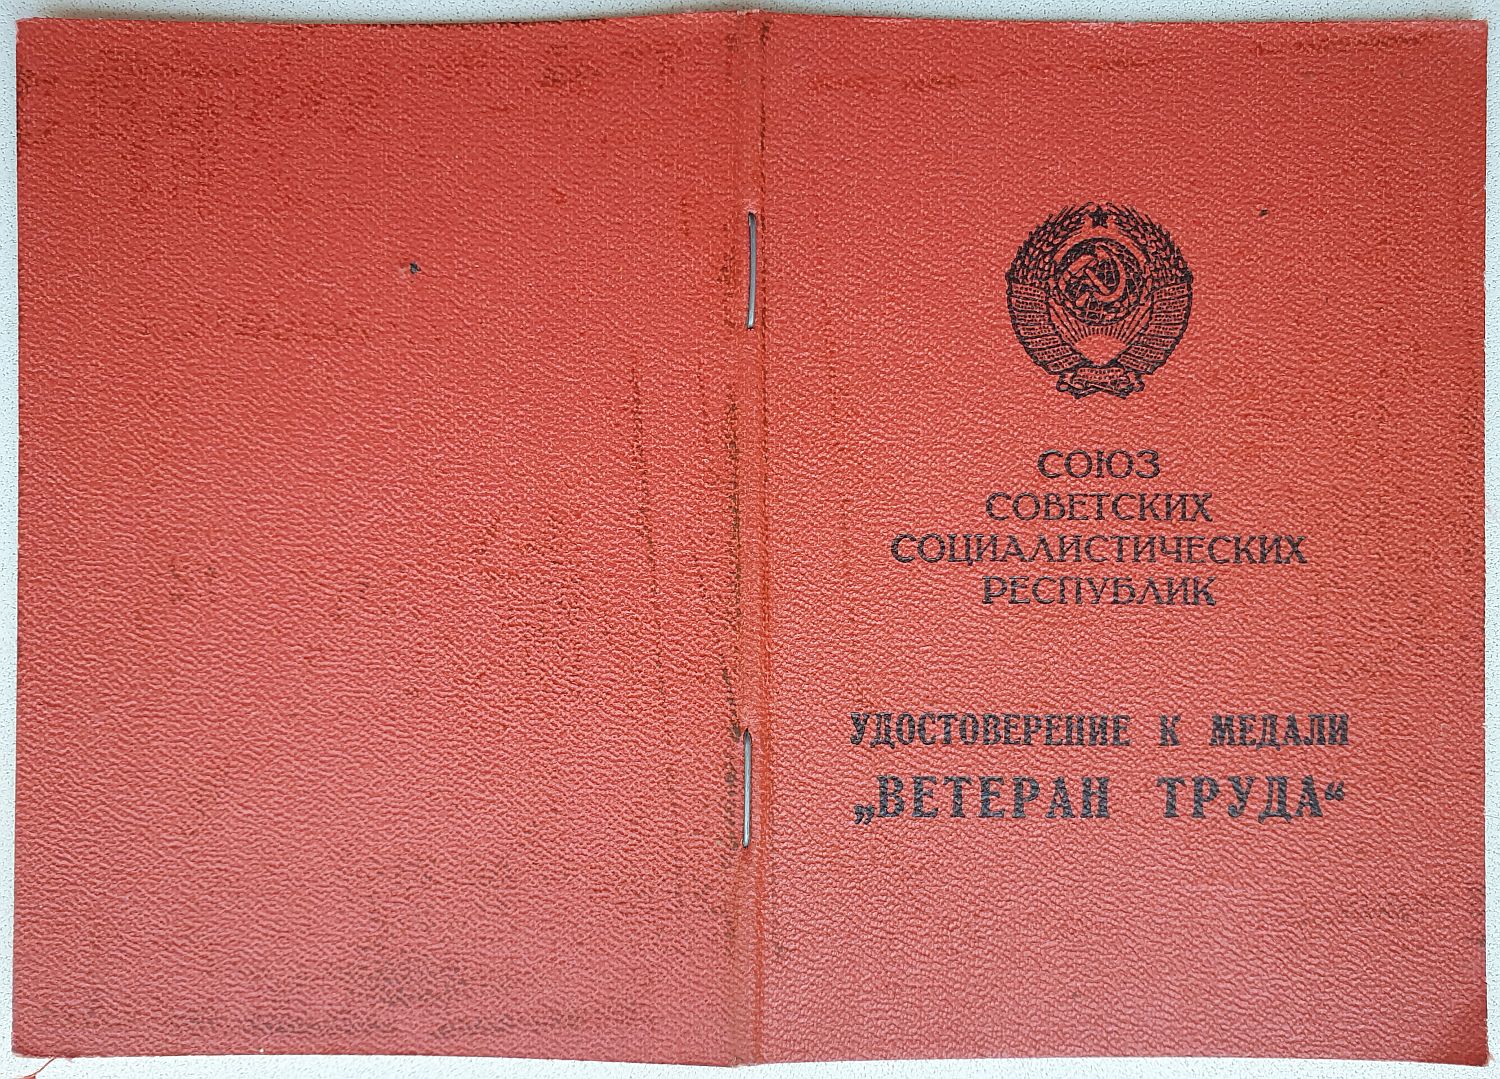 СОЮЗ
СОВЕТСКИХ
СОЦИАЛИСТИЧЕСКИХ
РЕСПУБЛИК
УДОСТОВЕРЕНИЕ К МЕДАЛИ
„ВЕТЕРАН ТРУДА“